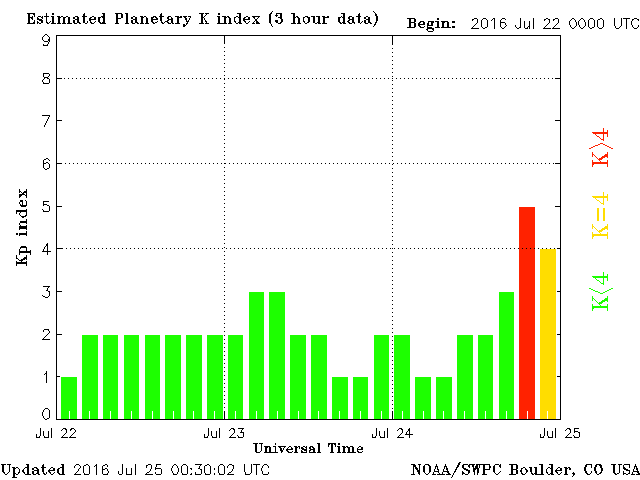 Estimated Planetary K index (3 hour data) Begin: 2016 Jul 22 0000 UTC
9
8
7
6
5
4
3
2
1
0
Kp index
K>4
K=4
K<4
Jul 22 Jul 23 Jul 24 Jul 25
Universal Time
Updated 2016 Jul 25 00:30:02 UTC NOAA/SWPC Boulder, CO USA